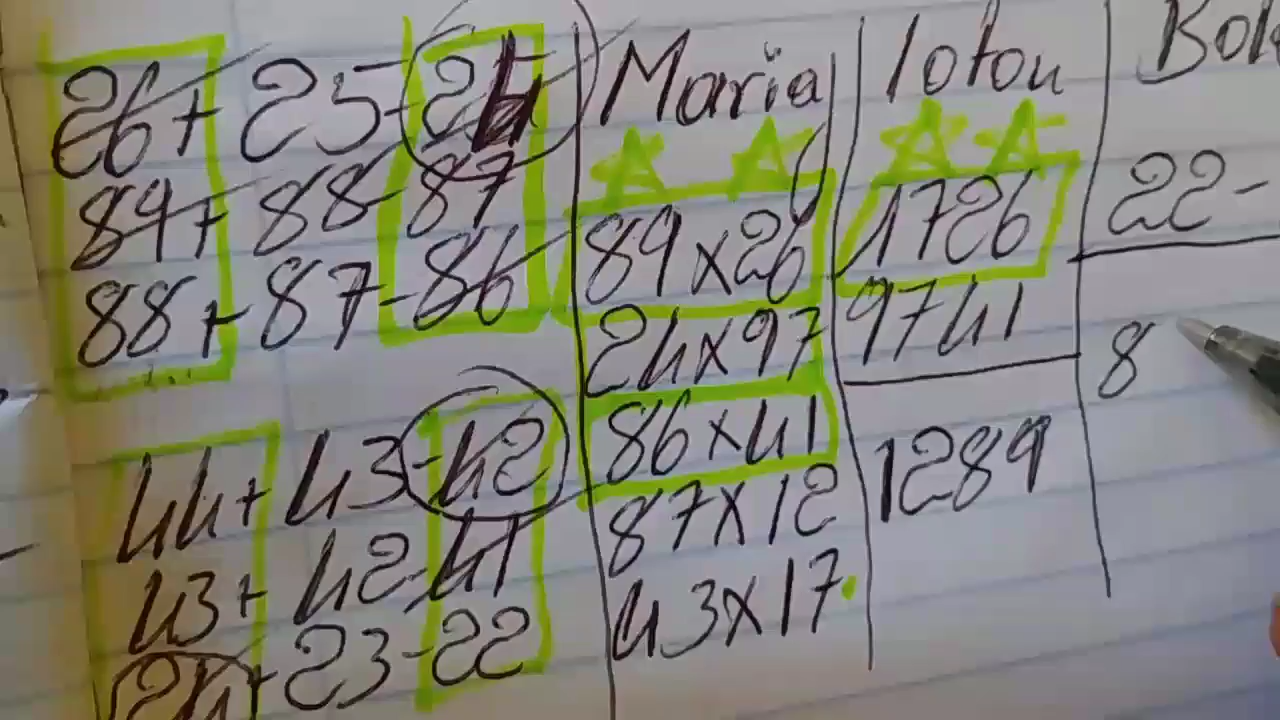 26+25-24
89+88-87
88+87-86
44+43-42
43+42-41
24+23-22
Maria
89x26
24x97
86x41
87x12
43x17
lotou
1726
9741
1289
22-
8